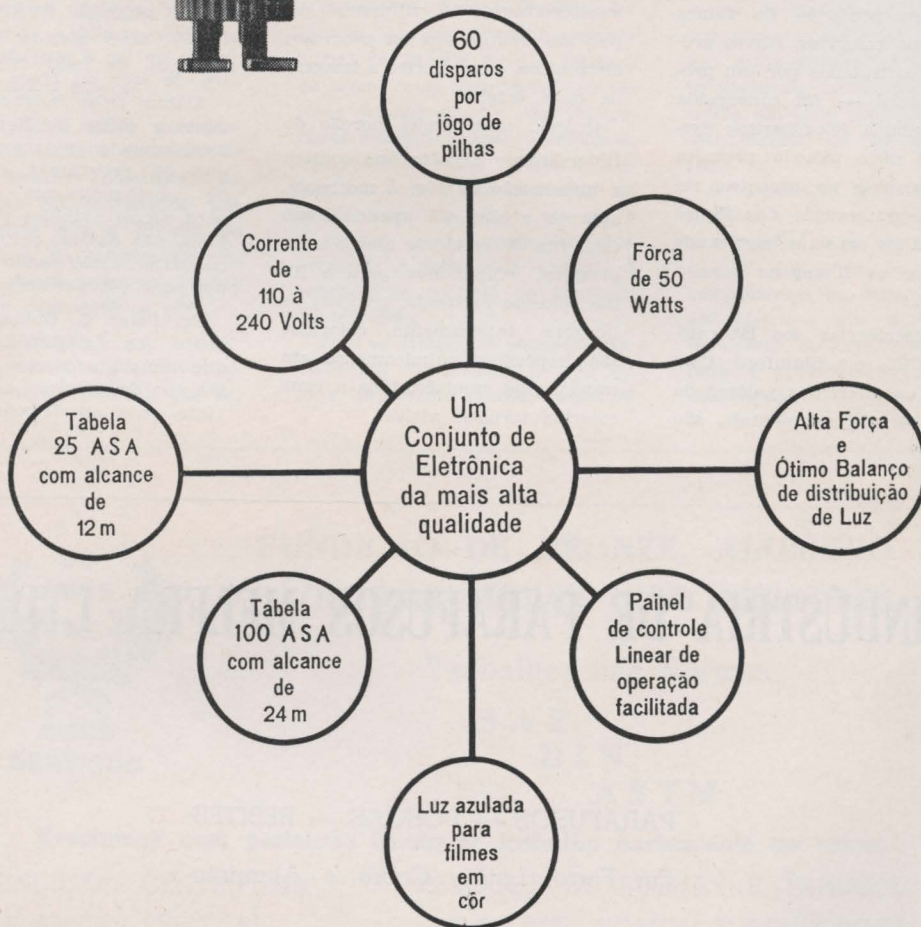 60
disparos
por
jôgo de
pilhas
Corrente
de
110 à
240 Volts
Fôrça
de 50
Watts
Tabela
25 ASA
com alcance
de
12 m
Um
Conjunto de
Eletrônica
da mais alta
qualidade
Alta Força
e
Ótimo Balanço
de distribuição
de Luz
Tabela
100 ASA
com alcance
de
24 m
Painel
de controle
Linear de
operação
facilitada
Luz azulada
para
filmes
em
côr